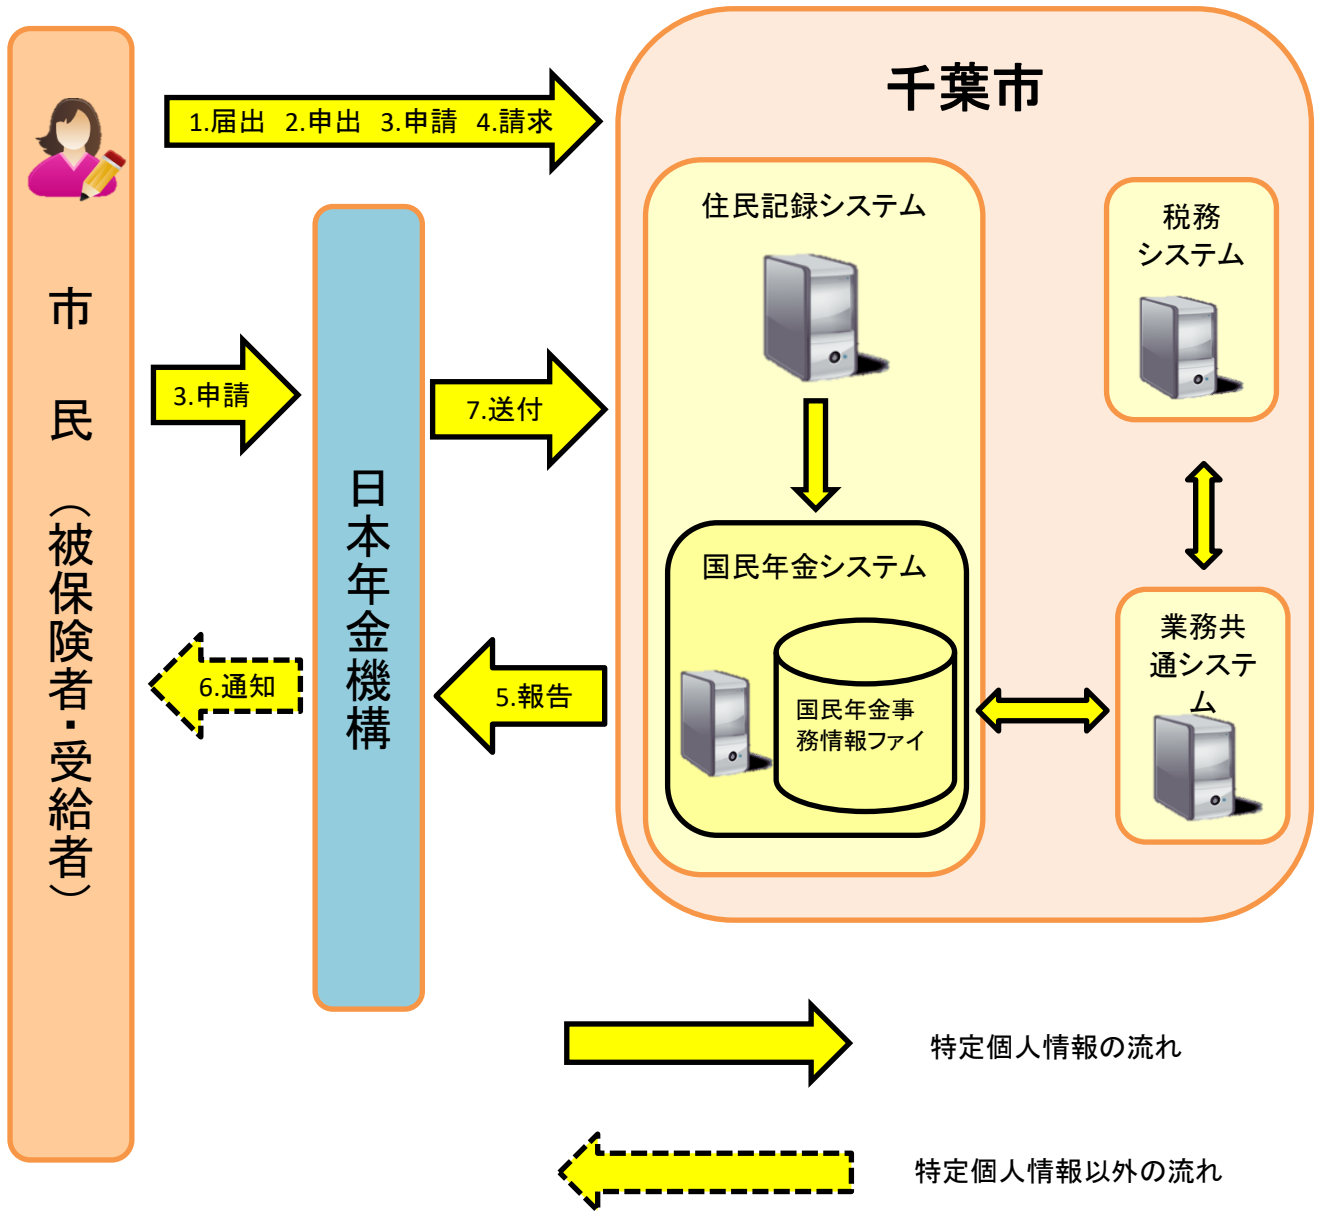 千葉市
1.届出 2.申出 3.申請 4.請求
市民(被保険者・受給者)
日本年金機構
3.申請
7.送付
6.通知
5.報告
住民記録システム
税務
システム
国民年金システム
国民年金事
務情報ファイ
業務共
通システ
ム
特定個人情報の流れ
特定個人情報以外の流れ